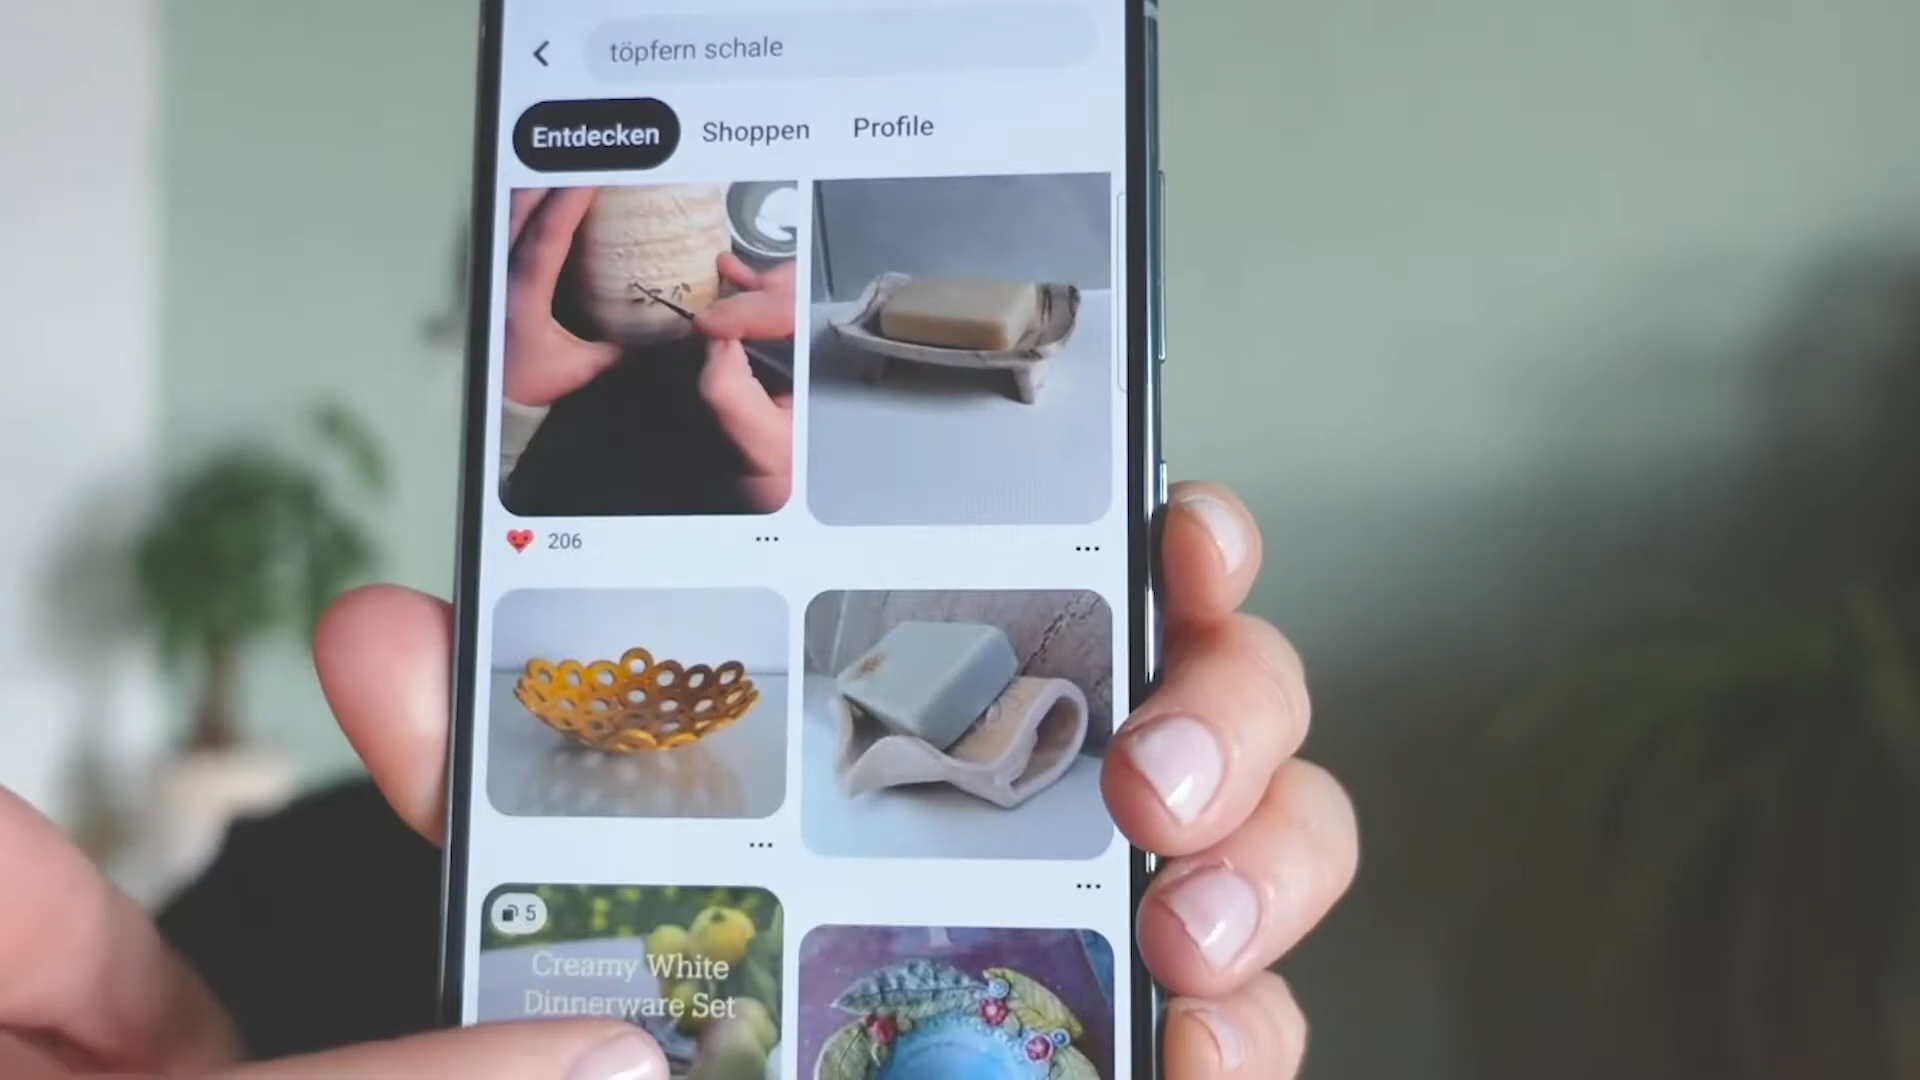 töpfern schale
Entdecken Shoppen Profile
206
5
Creamy White
Dinnerware Set